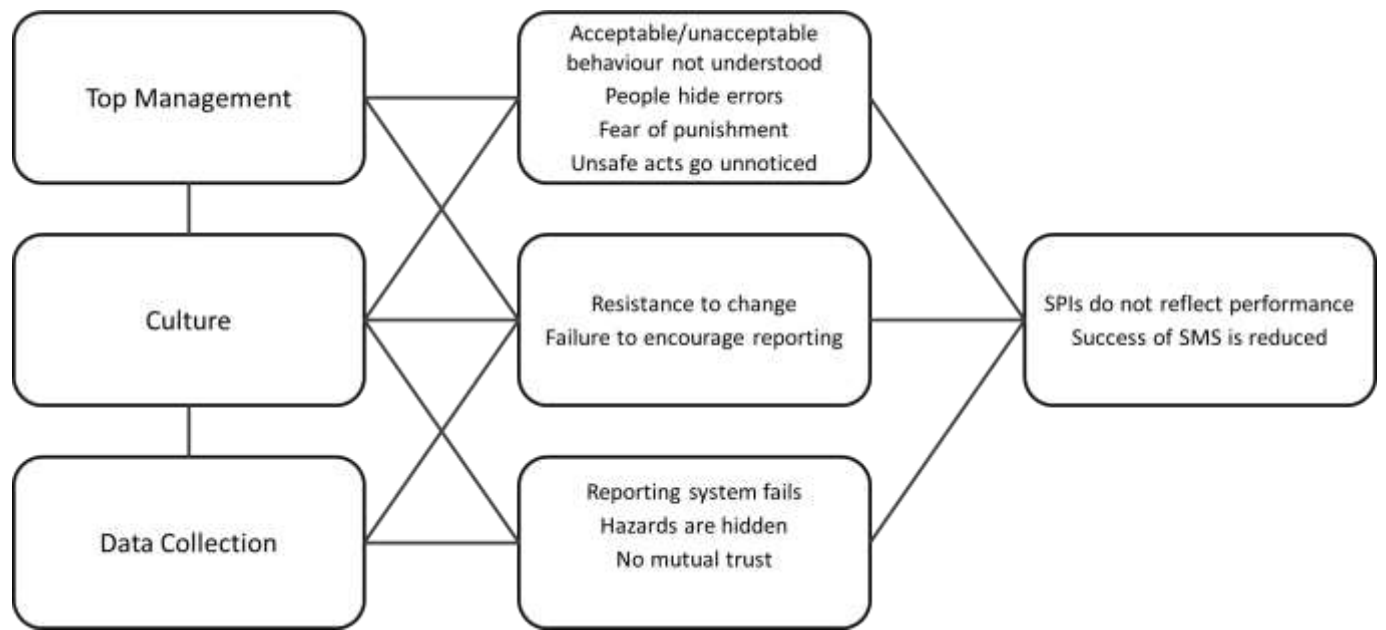 Top Management
Acceptable/unacceptable
behaviour not understood
People hide errors
Fear of punishment
Unsafe acts go unnoticed
Culture
Resistance to change
Failure to encourage reporting
SPIs do not reflect performance
Success of SMS is reduced
Data Collection
Reporting system fails
Hazards are hidden
No mutual trust